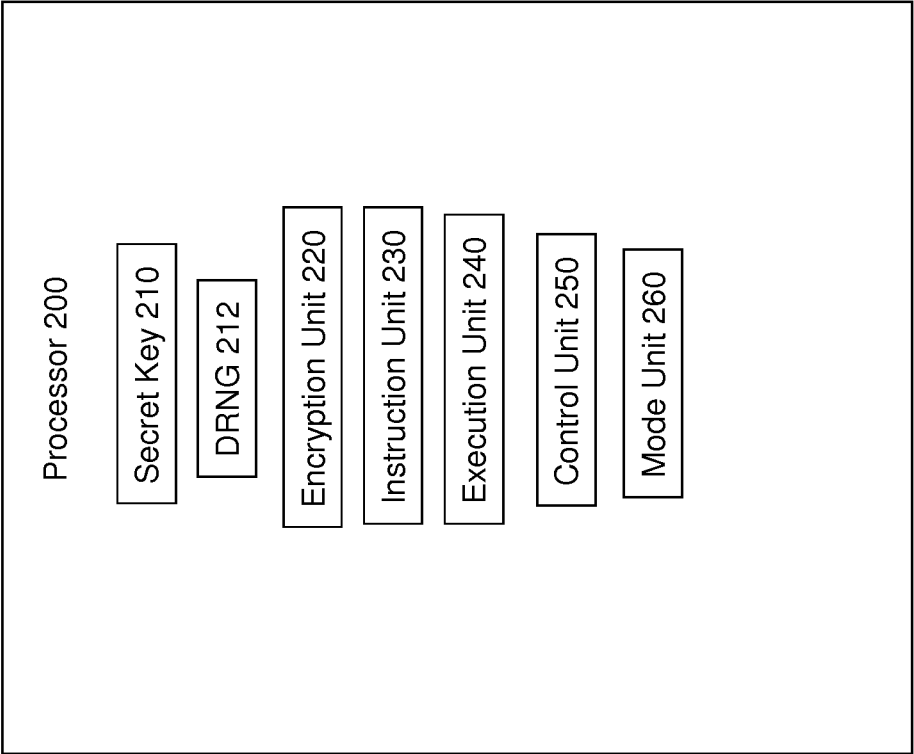 Processor 200
Secret Key 210
DRNG 212
Encryption Unit 220
Instruction Unit 230
Execution Unit 240
Control Unit 250
Mode Unit 260